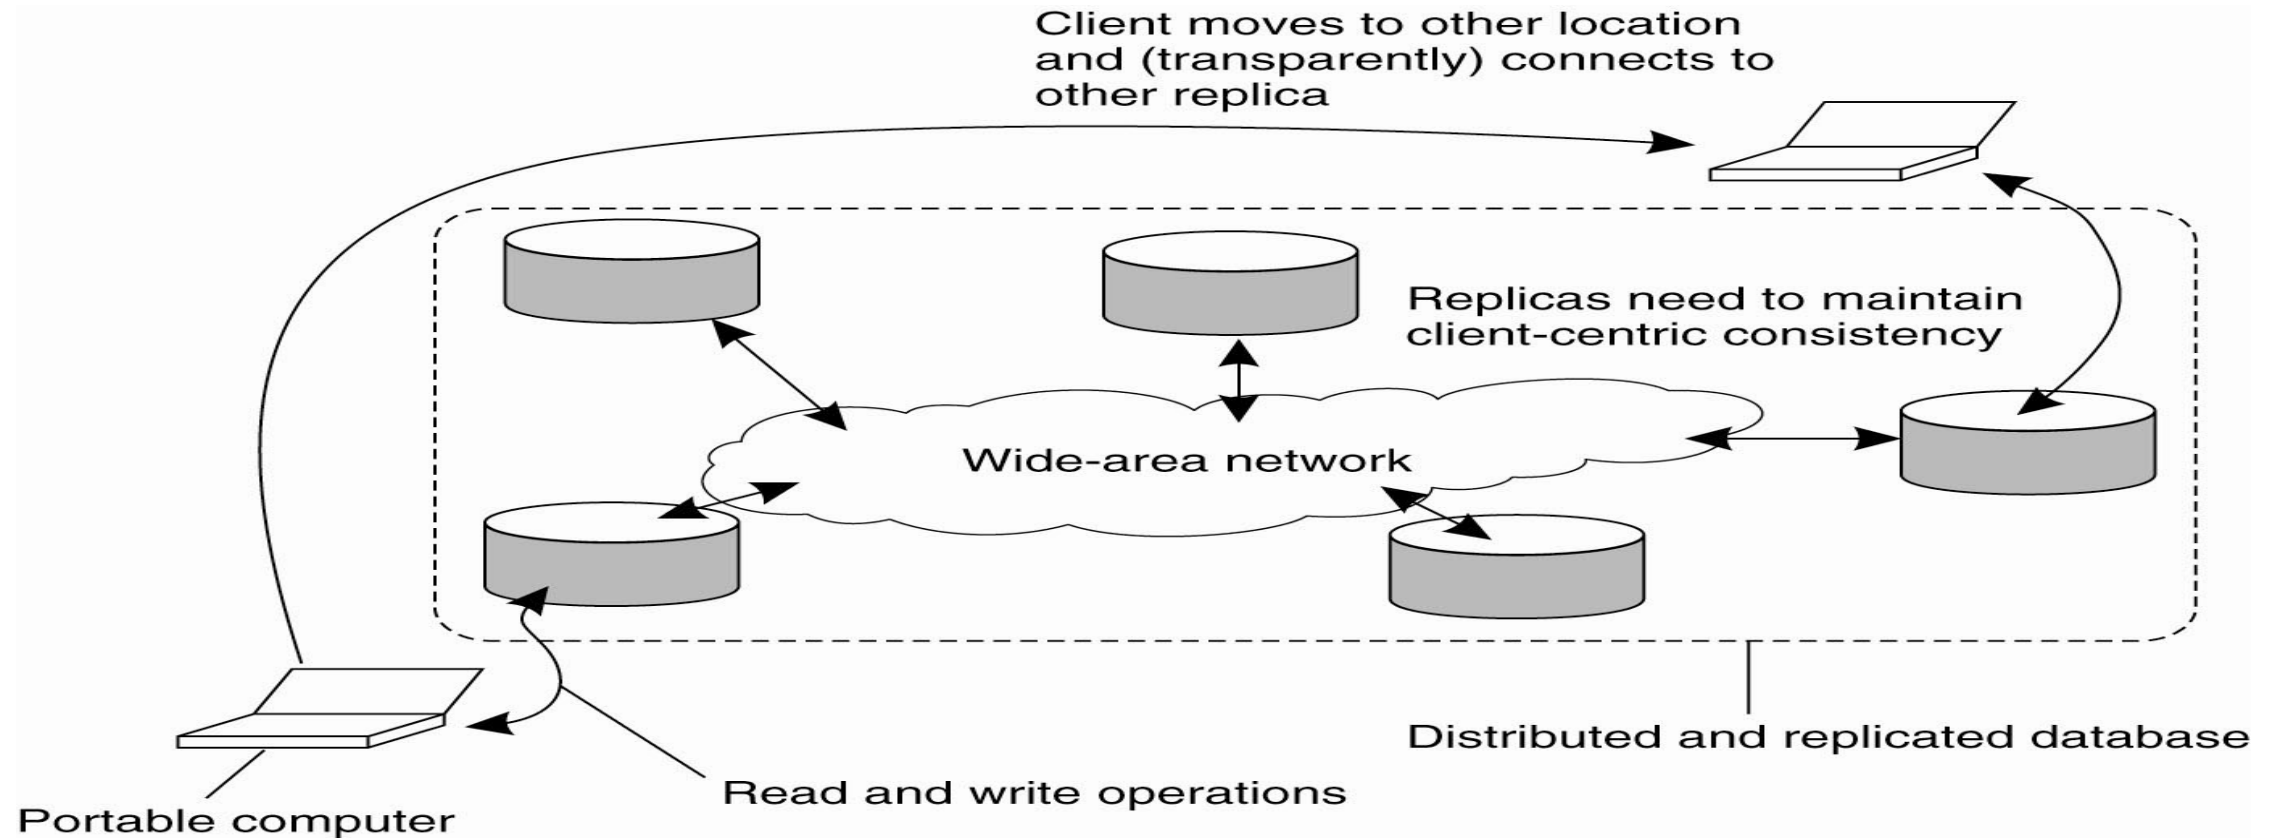 Client moves to other location
and (transparently) connects to
other replica
Replicas need to maintain
client-centric consistency
Wide-area network
Distributed and replicated database
Read and write operations
Portable computer